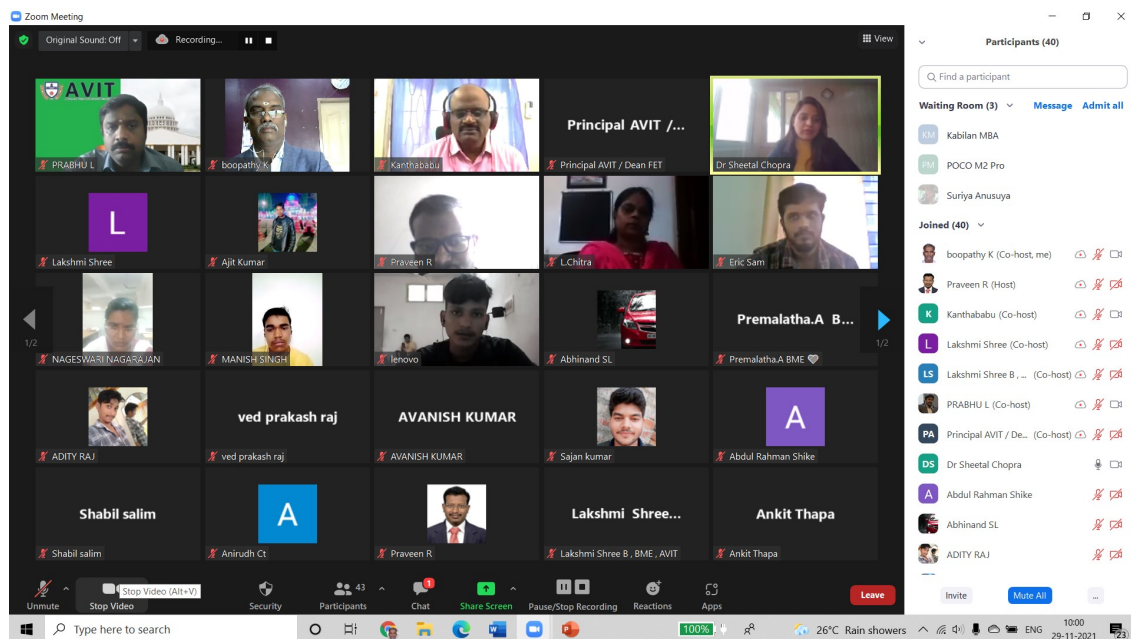 Zoom Meeting
Original Sound: Off
Recording...
View
AVIT
PRABHU L
boopathy K
Kanthababu
Principal AVIT /...
Principal AVIT / Dean FET
Dr Sheetal Chopra
L
Lakshmi Shree
Ajit Kumar
Praveen R
L.Chitra
Eric Sam
1/2
NAGESWARI NAGARAJAN
MANISH SINGH
lenovo
Abhinand SL
Premalatha.A B...
Premalatha.A BME
1/2
ADITY RAJ
ved prakash raj
ved prakash raj
AVANISH KUMAR
AVANISH KUMAR
Sajan kumar
A
Abdul Rahman Shike
Shabil salim
Shabil salim
A
Anirudh Ct
Praveen R
Lakshmi Shree...
Lakshmi Shree B , BME , AVIT
Ankit Thapa
Ankit Thapa
Unmute
Stop Video
Stop Video (Alt+V)
Security
43
Participants
1
Chat
Share Screen
Pause/Stop Recording
Reactions
Apps
Leave
Participants (40)
Find a participant
Waiting Room (3)
Message
Admit all
KM
Kabilan MBA
PM
POCO M2 Pro
Suriya Anusuya
Joined (40)
boopathy K (Co-host, me)
Praveen R (Host)
K
Kanthababu (Co-host)
L
Lakshmi Shree (Co-host)
LS
Lakshmi Shree B , ... (Co-host)
PRABHU L (Co-host)
PA
Principal AVIT / De... (Co-host)
DS
Dr Sheetal Chopra
A
Abdul Rahman Shike
Abhinand SL
ADITY RAJ
Invite
Mute All
...
Type here to search
100%
26°C Rain showers
ENG
10:00
29-11-2021
23